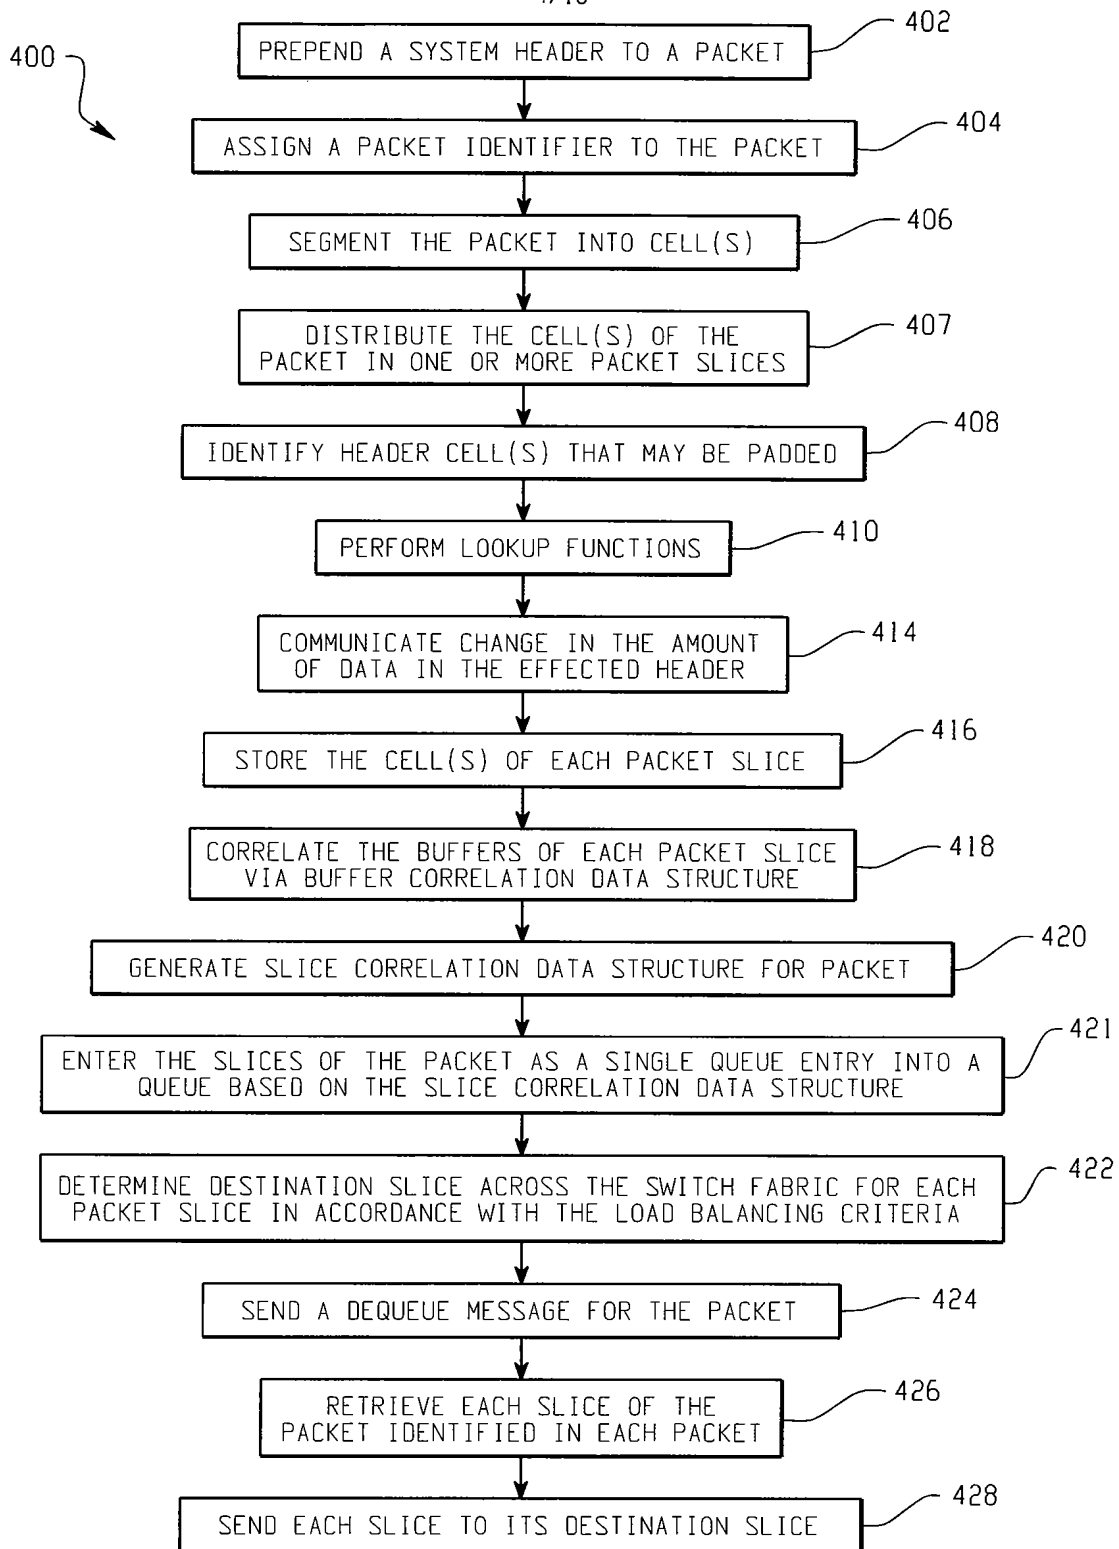 400
PREPEND A SYSTEM HEADER TO A PACKET
402
ASSIGN A PACKET IDENTIFIER TO THE PACKET
404
SEGMENT THE PACKET INTO CELL(S)
406
DISTRIBUTE THE CELL(S) OF THE
PACKET IN ONE OR MORE PACKET SLICES
407
IDENTIFY HEADER CELL(S) THAT MAY BE PADDED
408
PERFORM LOOKUP FUNCTIONS
410
COMMUNICATE CHANGE IN THE AMOUNT
OF DATA IN THE EFFECTED HEADER
414
STORE THE CELL(S) OF EACH PACKET SLICE
416
CORRELATE THE BUFFERS OF EACH PACKET SLICE
VIA BUFFER CORRELATION DATA STRUCTURE
418
GENERATE SLICE CORRELATION DATA STRUCTURE FOR PACKET
420
ENTER THE SLICES OF THE PACKET AS A SINGLE QUEUE ENTRY INTO A
QUEUE BASED ON THE SLICE CORRELATION DATA STRUCTURE
421
DETERMINE DESTINATION SLICE ACROSS THE SWITCH FABRIC FOR EACH
PACKET SLICE IN ACCORDANCE WITH THE LOAD BALANCING CRITERIA
422
SEND A DEQUEUE MESSAGE FOR THE PACKET
424
RETRIEVE EACH SLICE OF THE
PACKET IDENTIFIED IN EACH PACKET
426
SEND EACH SLICE TO ITS DESTINATION SLICE
428